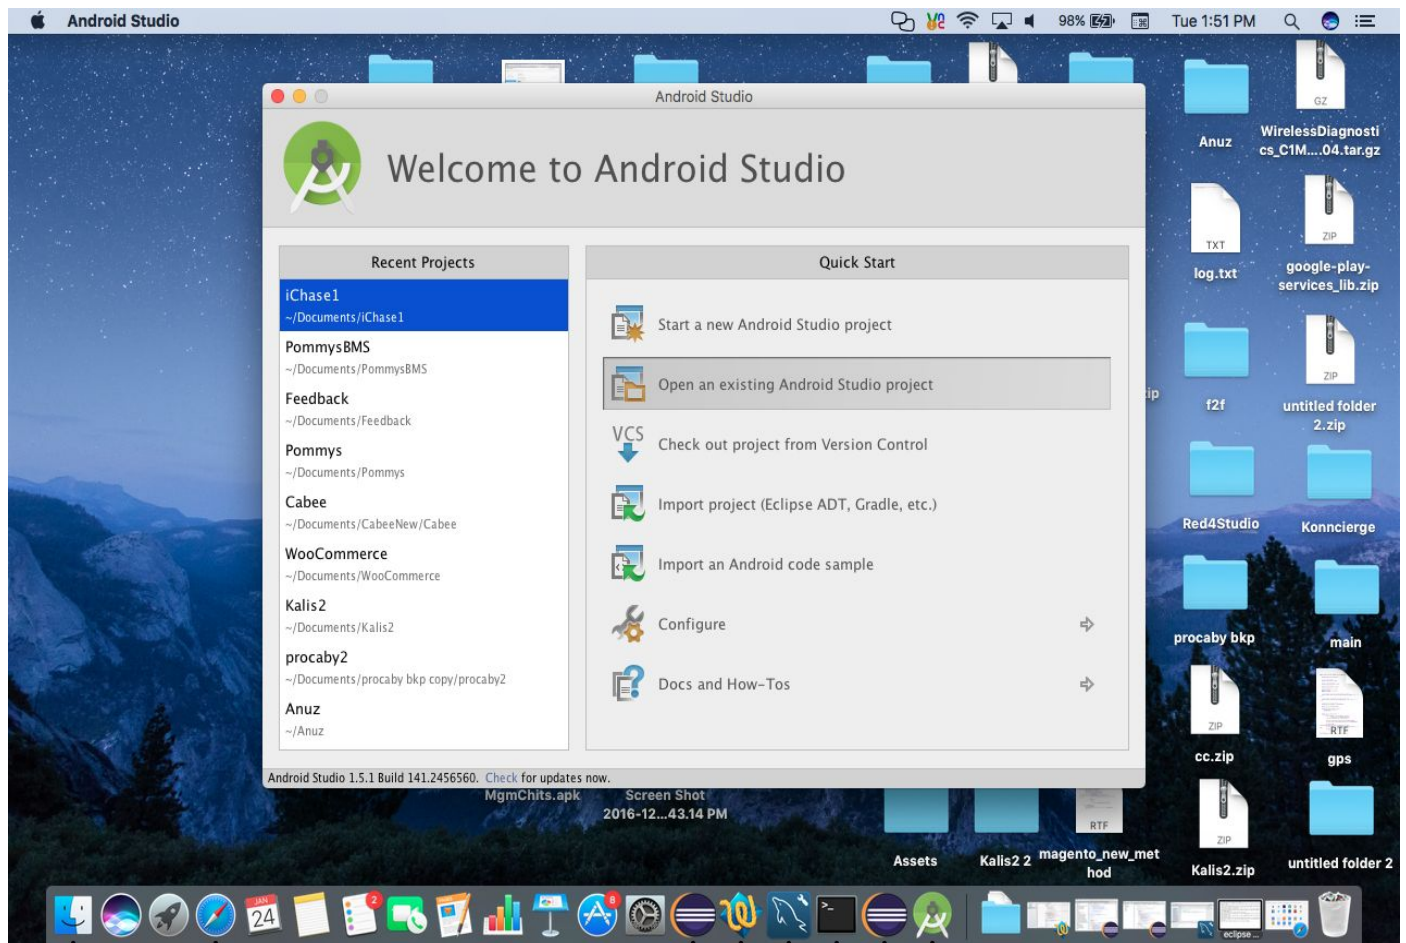 Android Studio
98%
Tue 1:51 PM
Android Studio
Welcome to Android Studio
Recent Projects
iChase1
~/Documents/iChase1
PommysBMS
~/Documents/PommysBMS
Feedback
~/Documents/Feedback
Pommys
~/Documents/Pommys
Cabee
~/Documents/CabeeNew/Cabee
WooCommerce
~/Documents/WooCommerce
Kalis2
~/Documents/Kalis2
procaby2
~/Documents/procaby bkp copy/procaby2
Anuz
~/Anuz
Quick Start
Start a new Android Studio project
Open an existing Android Studio project
VCS
Check out project from Version Control
Import project (Eclipse ADT, Gradle, etc.)
Import an Android code sample
Configure
Docs and How-Tos
Android Studio 1.5.1 Build 141.2456560. Check for updates now.
Anuz
GZ
WirelessDiagnosti
cs_C1M....04.tar.gz
TXT
log.txt
ZIP
google-play-
services_lib.zip
zip
f2f
ZIP
untitled folder
2.zip
Red4Studio
Konncierge
procaby bkp
main
ZIP
cc.zip
RTF
gps
MgmChits.apk
Screen Shot
2016-12...43.14 PM
Assets
Kalis2 2
RTF
magento_new_met
hod
ZIP
Kalis2.zip
untitled folder 2
JAN
24
2
8
eclipse ...